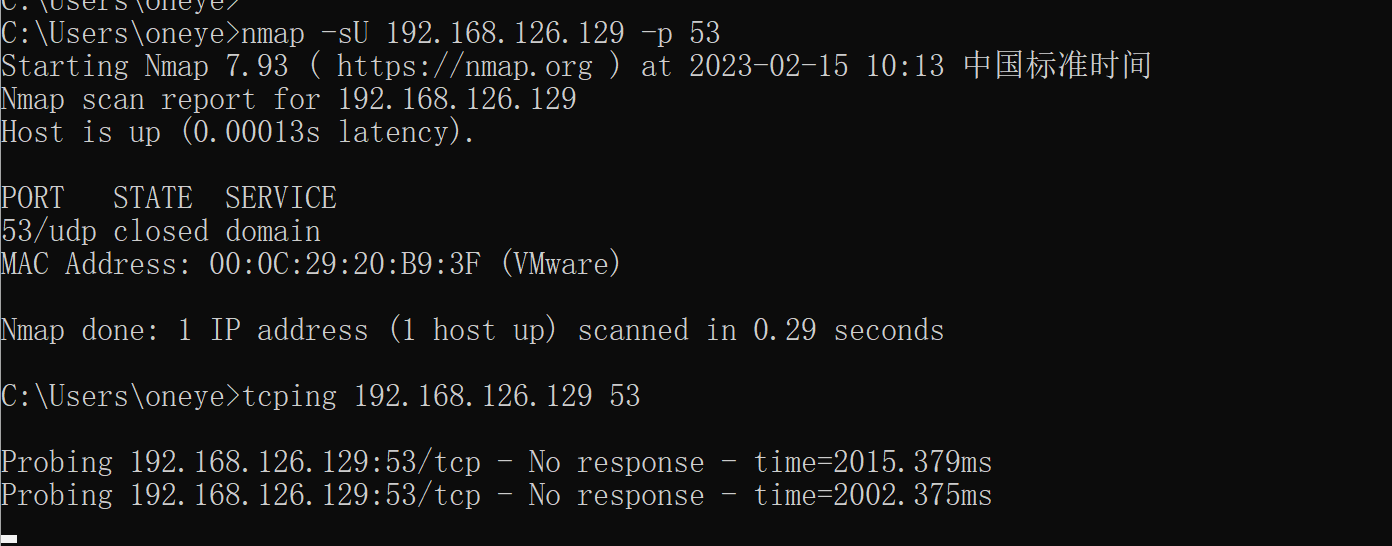 C:\Users\oneye>
C:\Users\oneye>nmap -sU 192.168.126.129 -p 53
Starting Nmap 7.93 ( https://nmap.org ) at 2023-02-15 10:13 中国标准时间
Nmap scan report for 192.168.126.129
Host is up (0.00013s latency).
PORT   STATE  SERVICE
53/udp closed domain
MAC Address: 00:0C:29:20:B9:3F (VMware)
Nmap done: 1 IP address (1 host up) scanned in 0.29 seconds
C:\Users\oneye>tcping 192.168.126.129 53
Probing 192.168.126.129:53/tcp - No response - time=2015.379ms
Probing 192.168.126.129:53/tcp - No response - time=2002.375ms